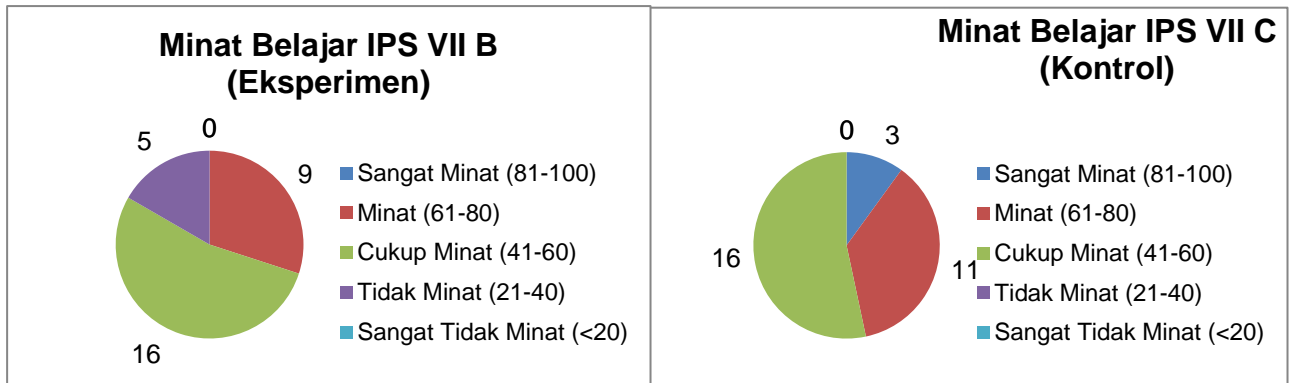 Minat Belajar IPS VII B
(Eksperimen)
0
5
9
16
Sangat Minat (81-100)
Minat (61-80)
Cukup Minat (41-60)
Tidak Minat (21-40)
Sangat Tidak Minat (<20)
Minat Belajar IPS VII C
(Kontrol)
0
3
16
11
Sangat Minat (81-100)
Minat (61-80)
Cukup Minat (41-60)
Tidak Minat (21-40)
Sangat Tidak Minat (<20)